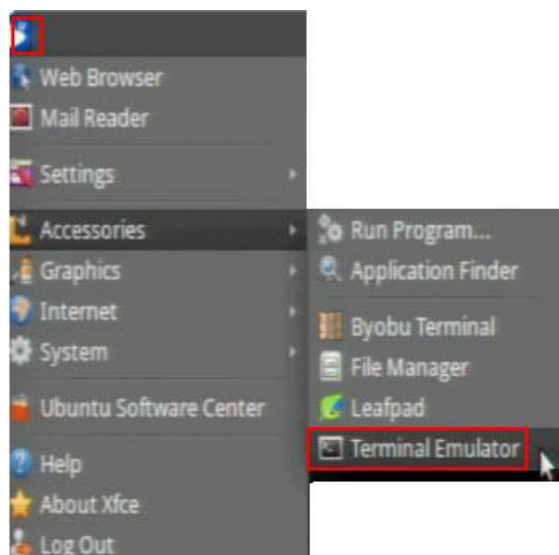 Web Browser
Mail Reader
Settings
Accessories
Graphics
Internet
System
Ubuntu Software Center
Help
About Xfce
Log Out
Run Program...
Application Finder
Byobu Terminal
File Manager
Leafpad
Terminal Emulator